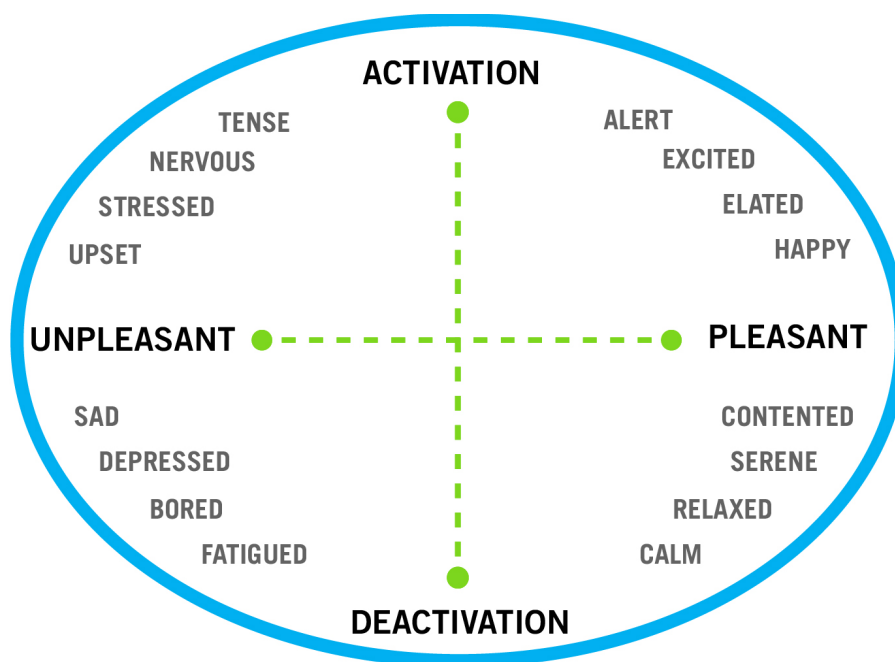 ACTIVATION
TENSE
ALERT
NERVOUS
EXCITED
STRESSED
ELATED
UPSET
HAPPY
UNPLEASANT
PLEASANT
SAD
CONTENTED
DEPRESSED
SERENE
BORED
RELAXED
FATIGUED
CALM
DEACTIVATION